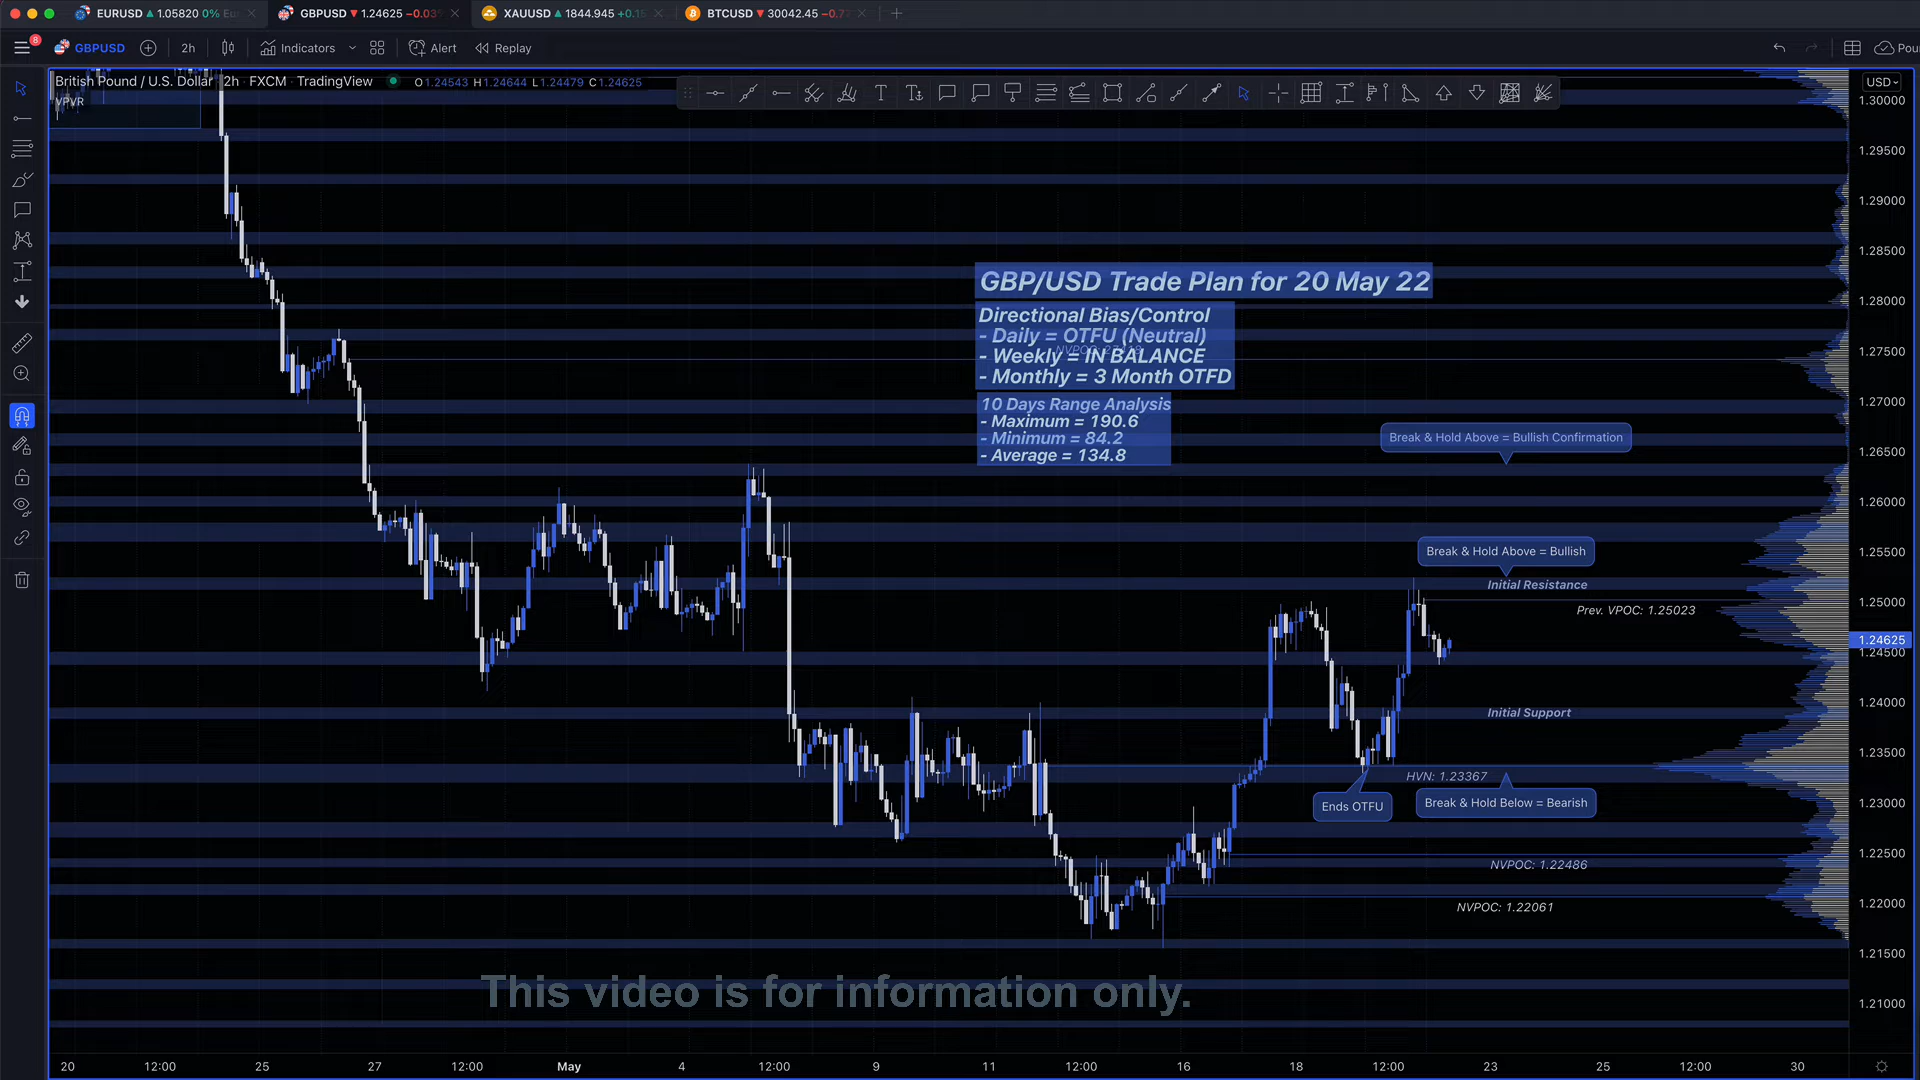 EURUSD ▲ 1.05820 0%
GBPUSD ▼ 1.24625 −0.03%
XAUUSD ▲ 1844.945
BTCUSD ▼ 30042.45
8
GBPUSD
2h
Indicators
Alert
Replay
British Pound / U.S. Dollar · 2h · FXCM · TradingView
O1.24543 H1.24644 L1.24479 C1.24625
VPVR
USD
GBP/USD Trade Plan for 20 May 22
Directional Bias/Control
- Daily = OTFU (Neutral)
- Weekly = IN BALANCE
- Monthly = 3 Month OTFD
10 Days Range Analysis
- Maximum = 190.6
- Minimum = 84.2
- Average = 134.8
Break & Hold Above = Bullish Confirmation
Break & Hold Above = Bullish
Initial Resistance
Prev. VPOC: 1.25023
Initial Support
HVN: 1.23367
Ends OTFU
Break & Hold Below = Bearish
NVPOC: 1.22486
NVPOC: 1.22061
1.30000
1.29500
1.29000
1.28500
1.28000
1.27500
1.27000
1.26500
1.26000
1.25500
1.25000
1.24625
1.24500
1.24000
1.23500
1.23000
1.22500
1.22000
1.21500
1.21000
This video is for information only.
20 12:00 25 27 12:00 May 4 12:00 9 11 12:00 16 18 12:00 23 25 12:00 30